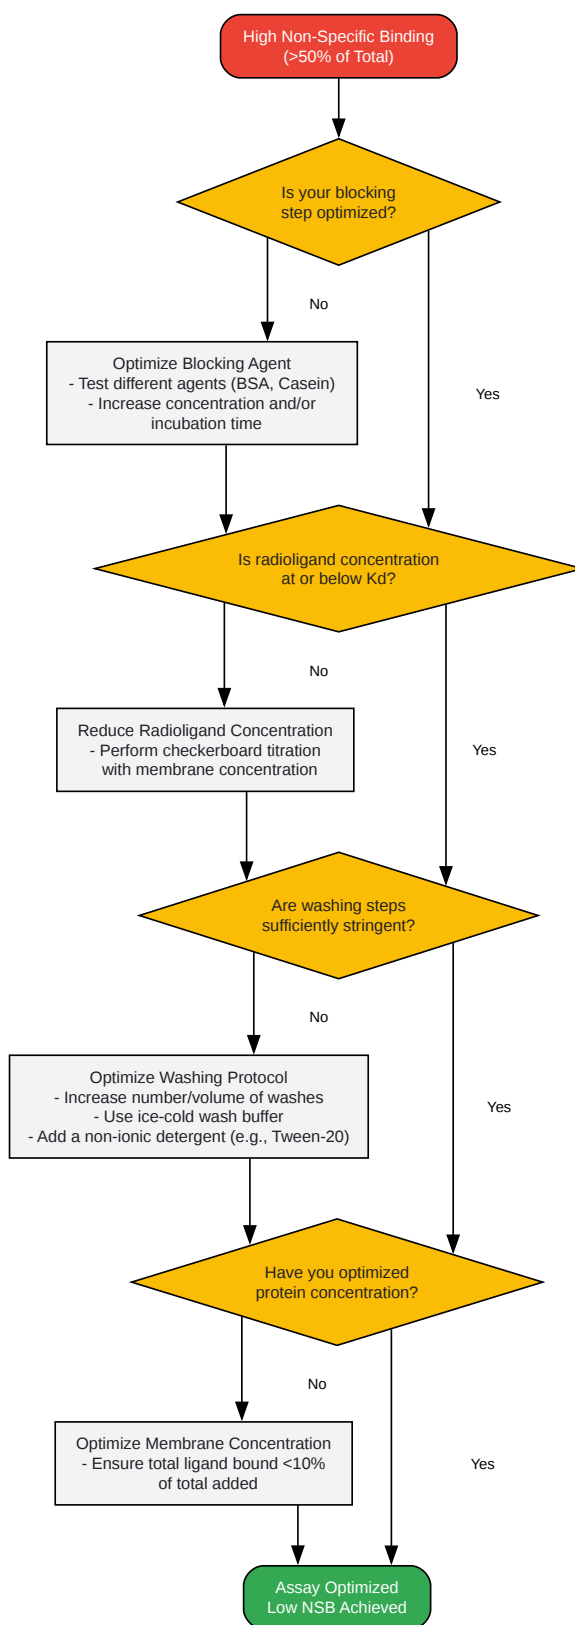 High Non-Specific Binding
(>50% of Total)
Is your blocking
step optimized?
No
Optimize Blocking Agent
- Test different agents (BSA, Casein)
- Increase concentration and/or
incubation time
Yes
Is radioligand concentration
at or below Kd?
No
Reduce Radioligand Concentration
- Perform checkerboard titration
with membrane concentration
Yes
Are washing steps
sufficiently stringent?
No
Optimize Washing Protocol
- Increase number/volume of washes
- Use ice-cold wash buffer
- Add a non-ionic detergent (e.g., Tween-20)
Yes
Have you optimized
protein concentration?
No
Optimize Membrane Concentration
- Ensure total ligand bound <10%
of total added
Yes
Assay Optimized
Low NSB Achieved